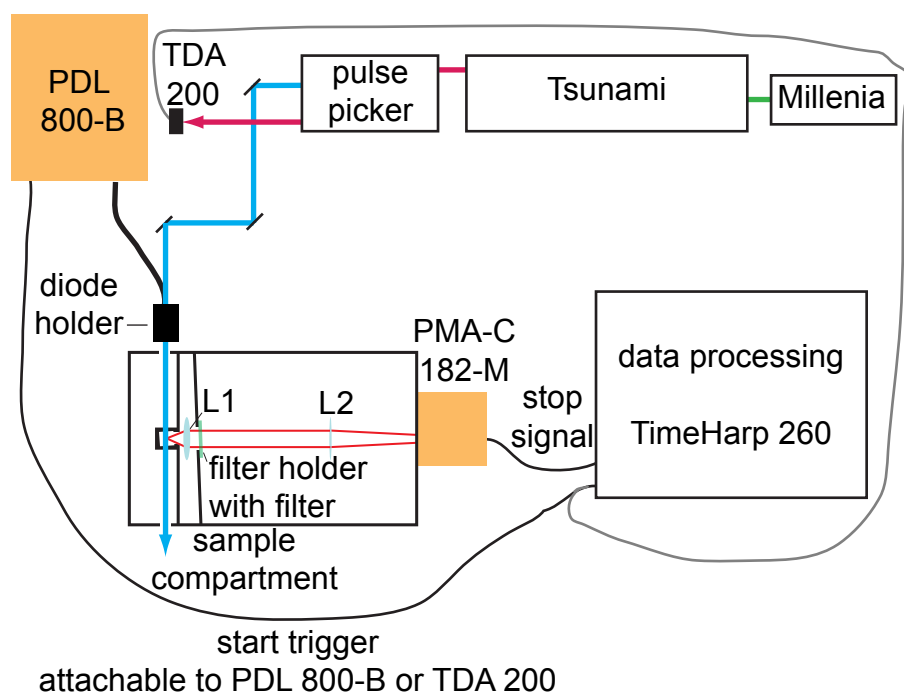 PDL
800-B
TDA
200
pulse
picker
Tsunami
Millenia
diode
holder
PMA-C
182-M
L1
L2
filter holder
with filter
stop
signal
data processing
TimeHarp 260
sample
compartment
start trigger
attachable to PDL 800-B or TDA 200